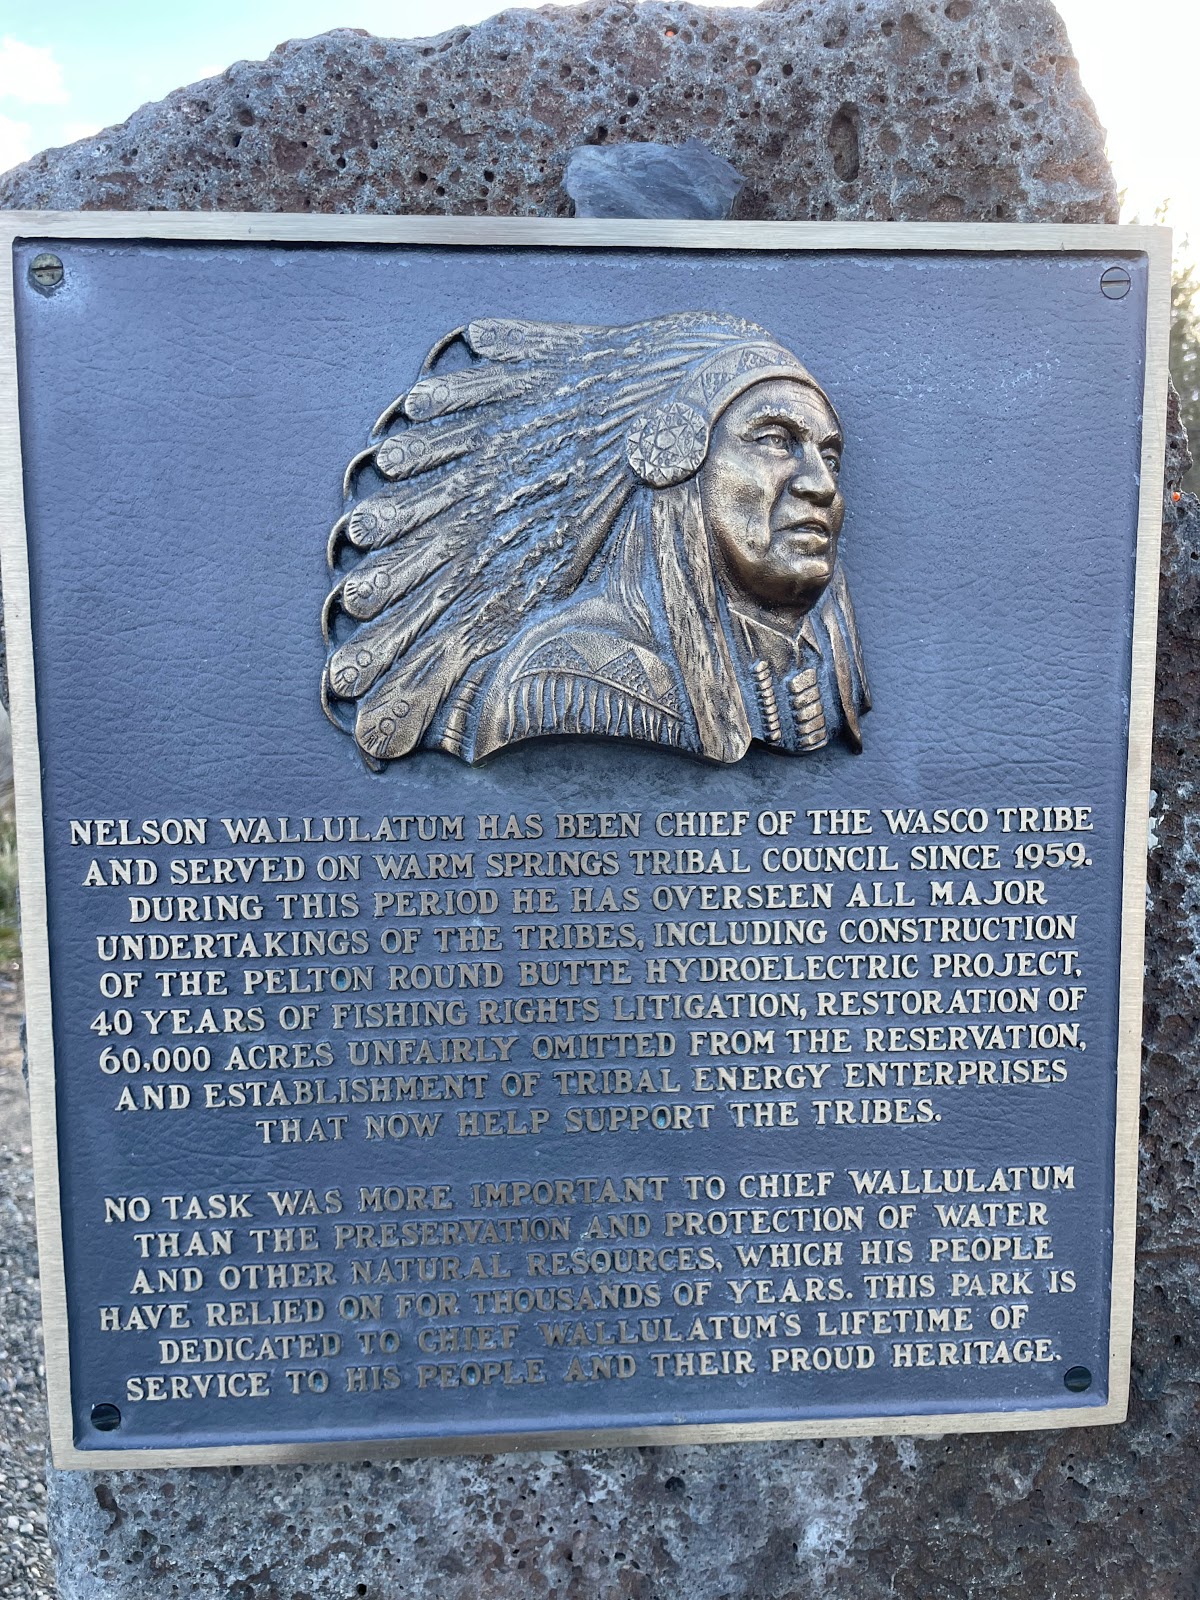 NELSON WALLULATUM HAS BEEN CHIEF OF THE WASCO TRIBE
AND SERVED ON WARM SPRINGS TRIBAL COUNCIL SINCE 1959.
DURING THIS PERIOD HE HAS OVERSEEN ALL MAJOR
UNDERTAKINGS OF THE TRIBES, INCLUDING CONSTRUCTION
OF THE PELTON ROUND BUTTE HYDROELECTRIC PROJECT,
40 YEARS OF FISHING RIGHTS LITIGATION, RESTORATION OF
60,000 ACRES UNFAIRLY OMITTED FROM THE RESERVATION,
AND ESTABLISHMENT OF TRIBAL ENERGY ENTERPRISES
THAT NOW HELP SUPPORT THE TRIBES.
NO TASK WAS MORE IMPORTANT TO CHIEF WALLULATUM
THAN THE PRESERVATION AND PROTECTION OF WATER
AND OTHER NATURAL RESOURCES, WHICH HIS PEOPLE
HAVE RELIED ON FOR THOUSANDS OF YEARS. THIS PARK IS
DEDICATED TO CHIEF WALLULATUM'S LIFETIME OF
SERVICE TO HIS PEOPLE AND THEIR PROUD HERITAGE.